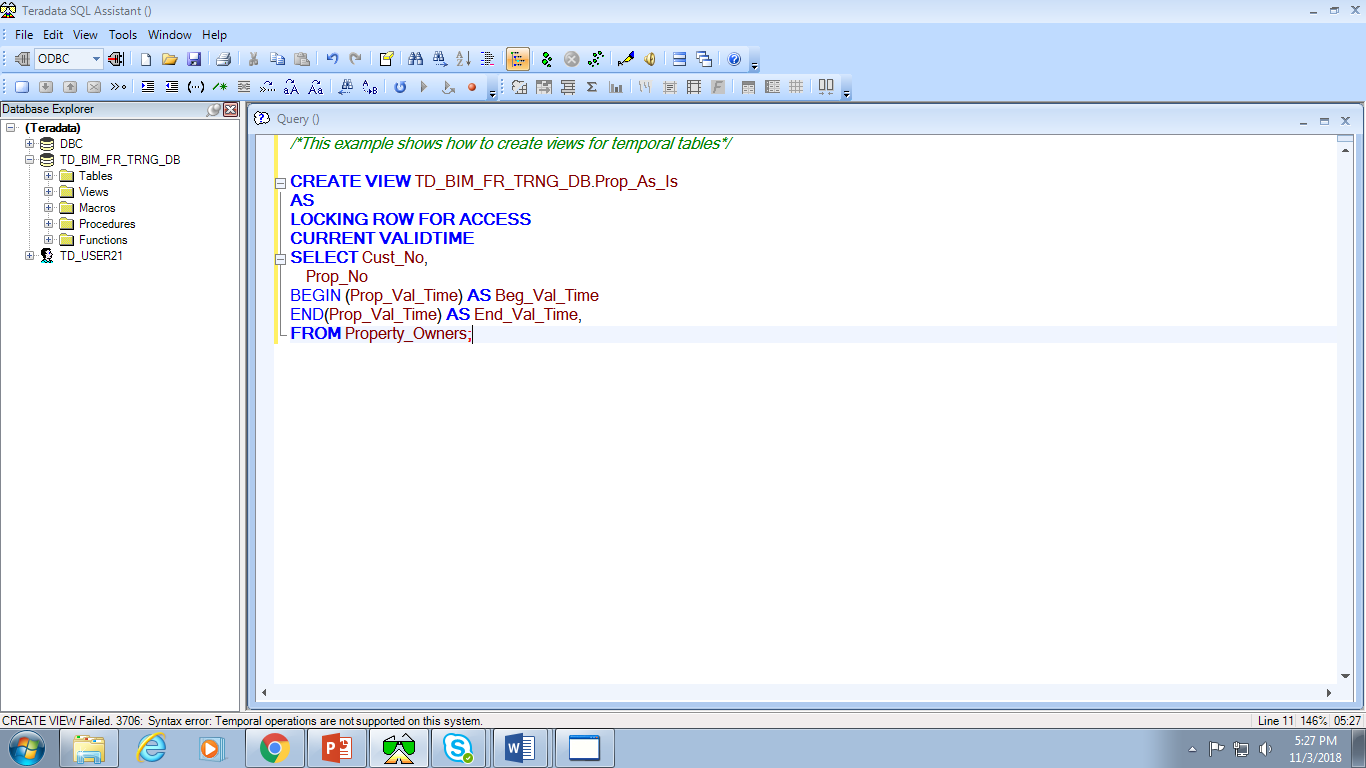 Teradata SQL Assistant ()
File Edit View Tools Window Help
ODBC
Database Explorer
(Teradata)
DBC
TD_BIM_FR_TRNG_DB
Tables
Views
Macros
Procedures
Functions
TD_USER21
Query ()
/*This example shows how to create views for temporal tables*/
CREATE VIEW TD_BIM_FR_TRNG_DB.Prop_As_Is
AS
LOCKING ROW FOR ACCESS
CURRENT VALIDTIME
SELECT Cust_No,
Prop_No
BEGIN (Prop_Val_Time) AS Beg_Val_Time
END(Prop_Val_Time) AS End_Val_Time,
FROM Property_Owners;
CREATE VIEW Failed. 3706: Syntax error: Temporal operations are not supported on this system.
Line 11 146% 05:27
5:27 PM
11/3/2018